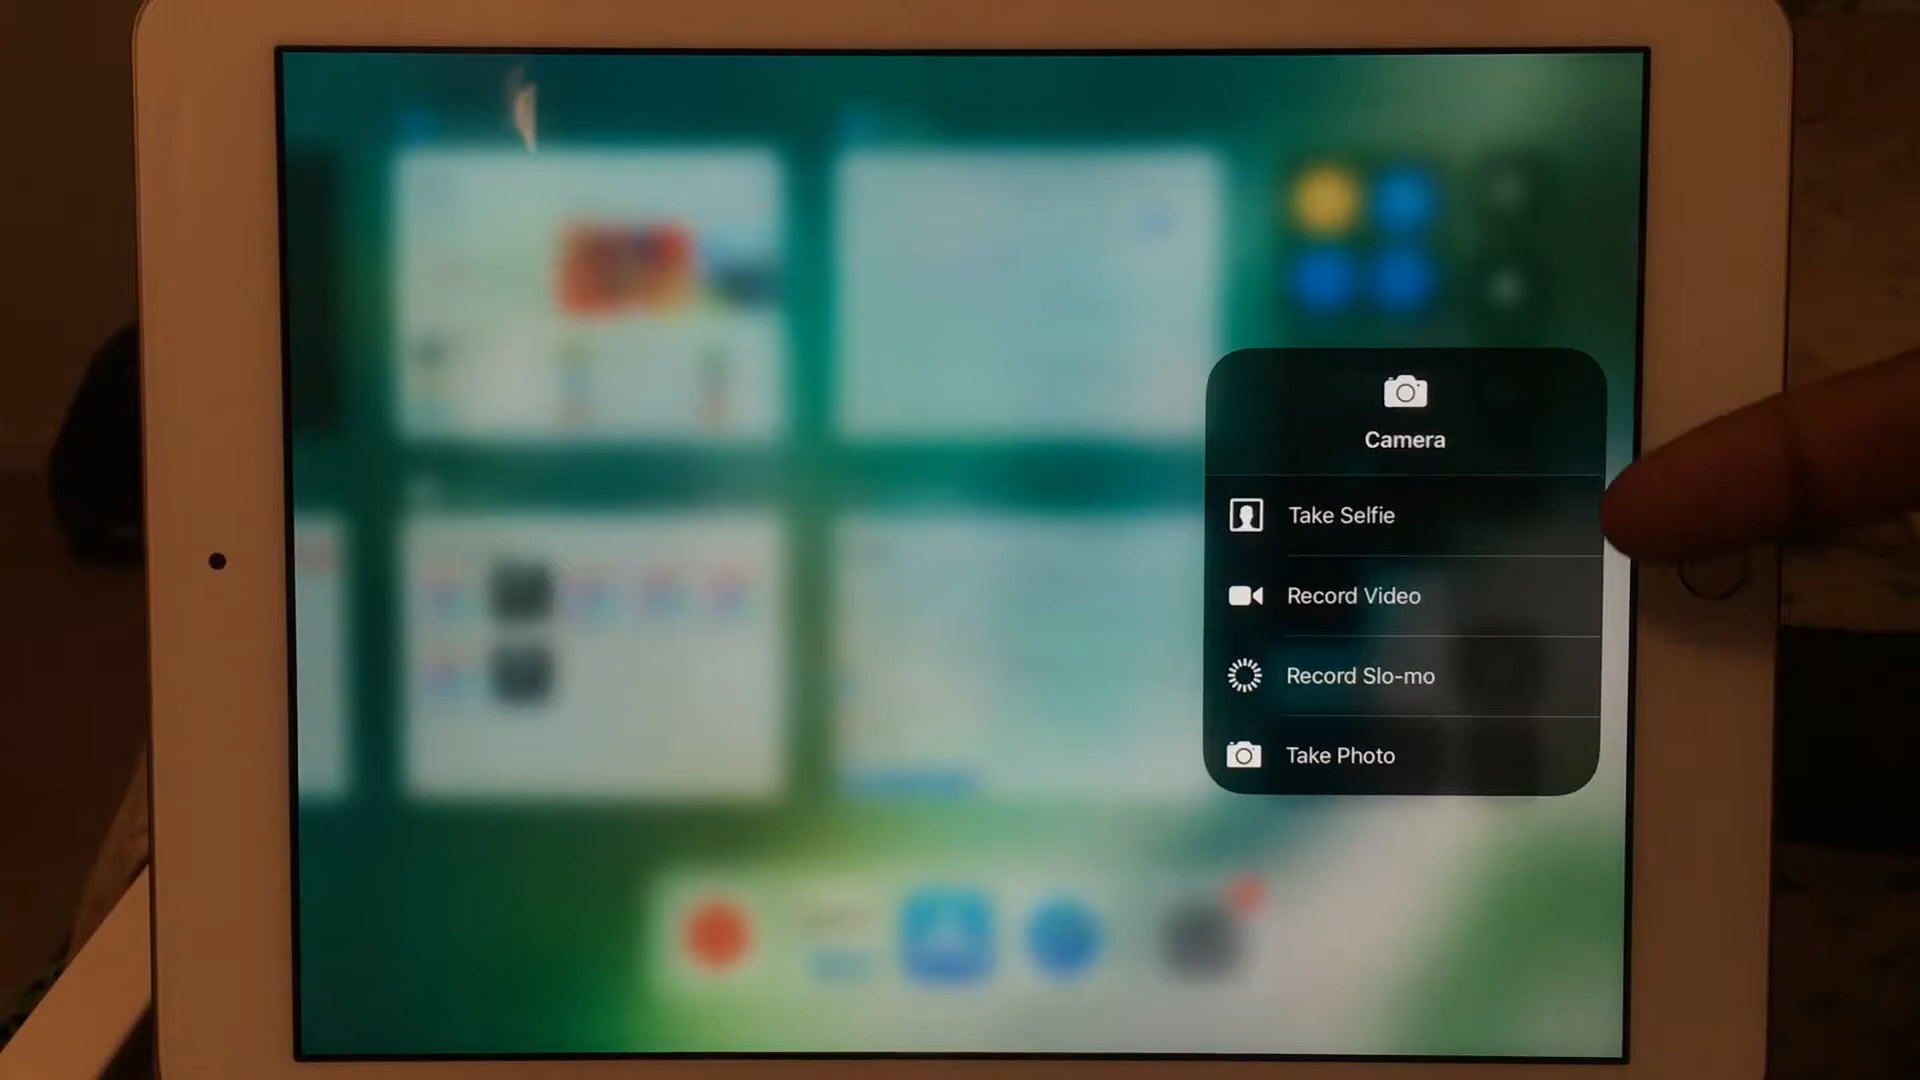 Camera
Take Selfie
Record Video
Record Slo-mo
Take Photo